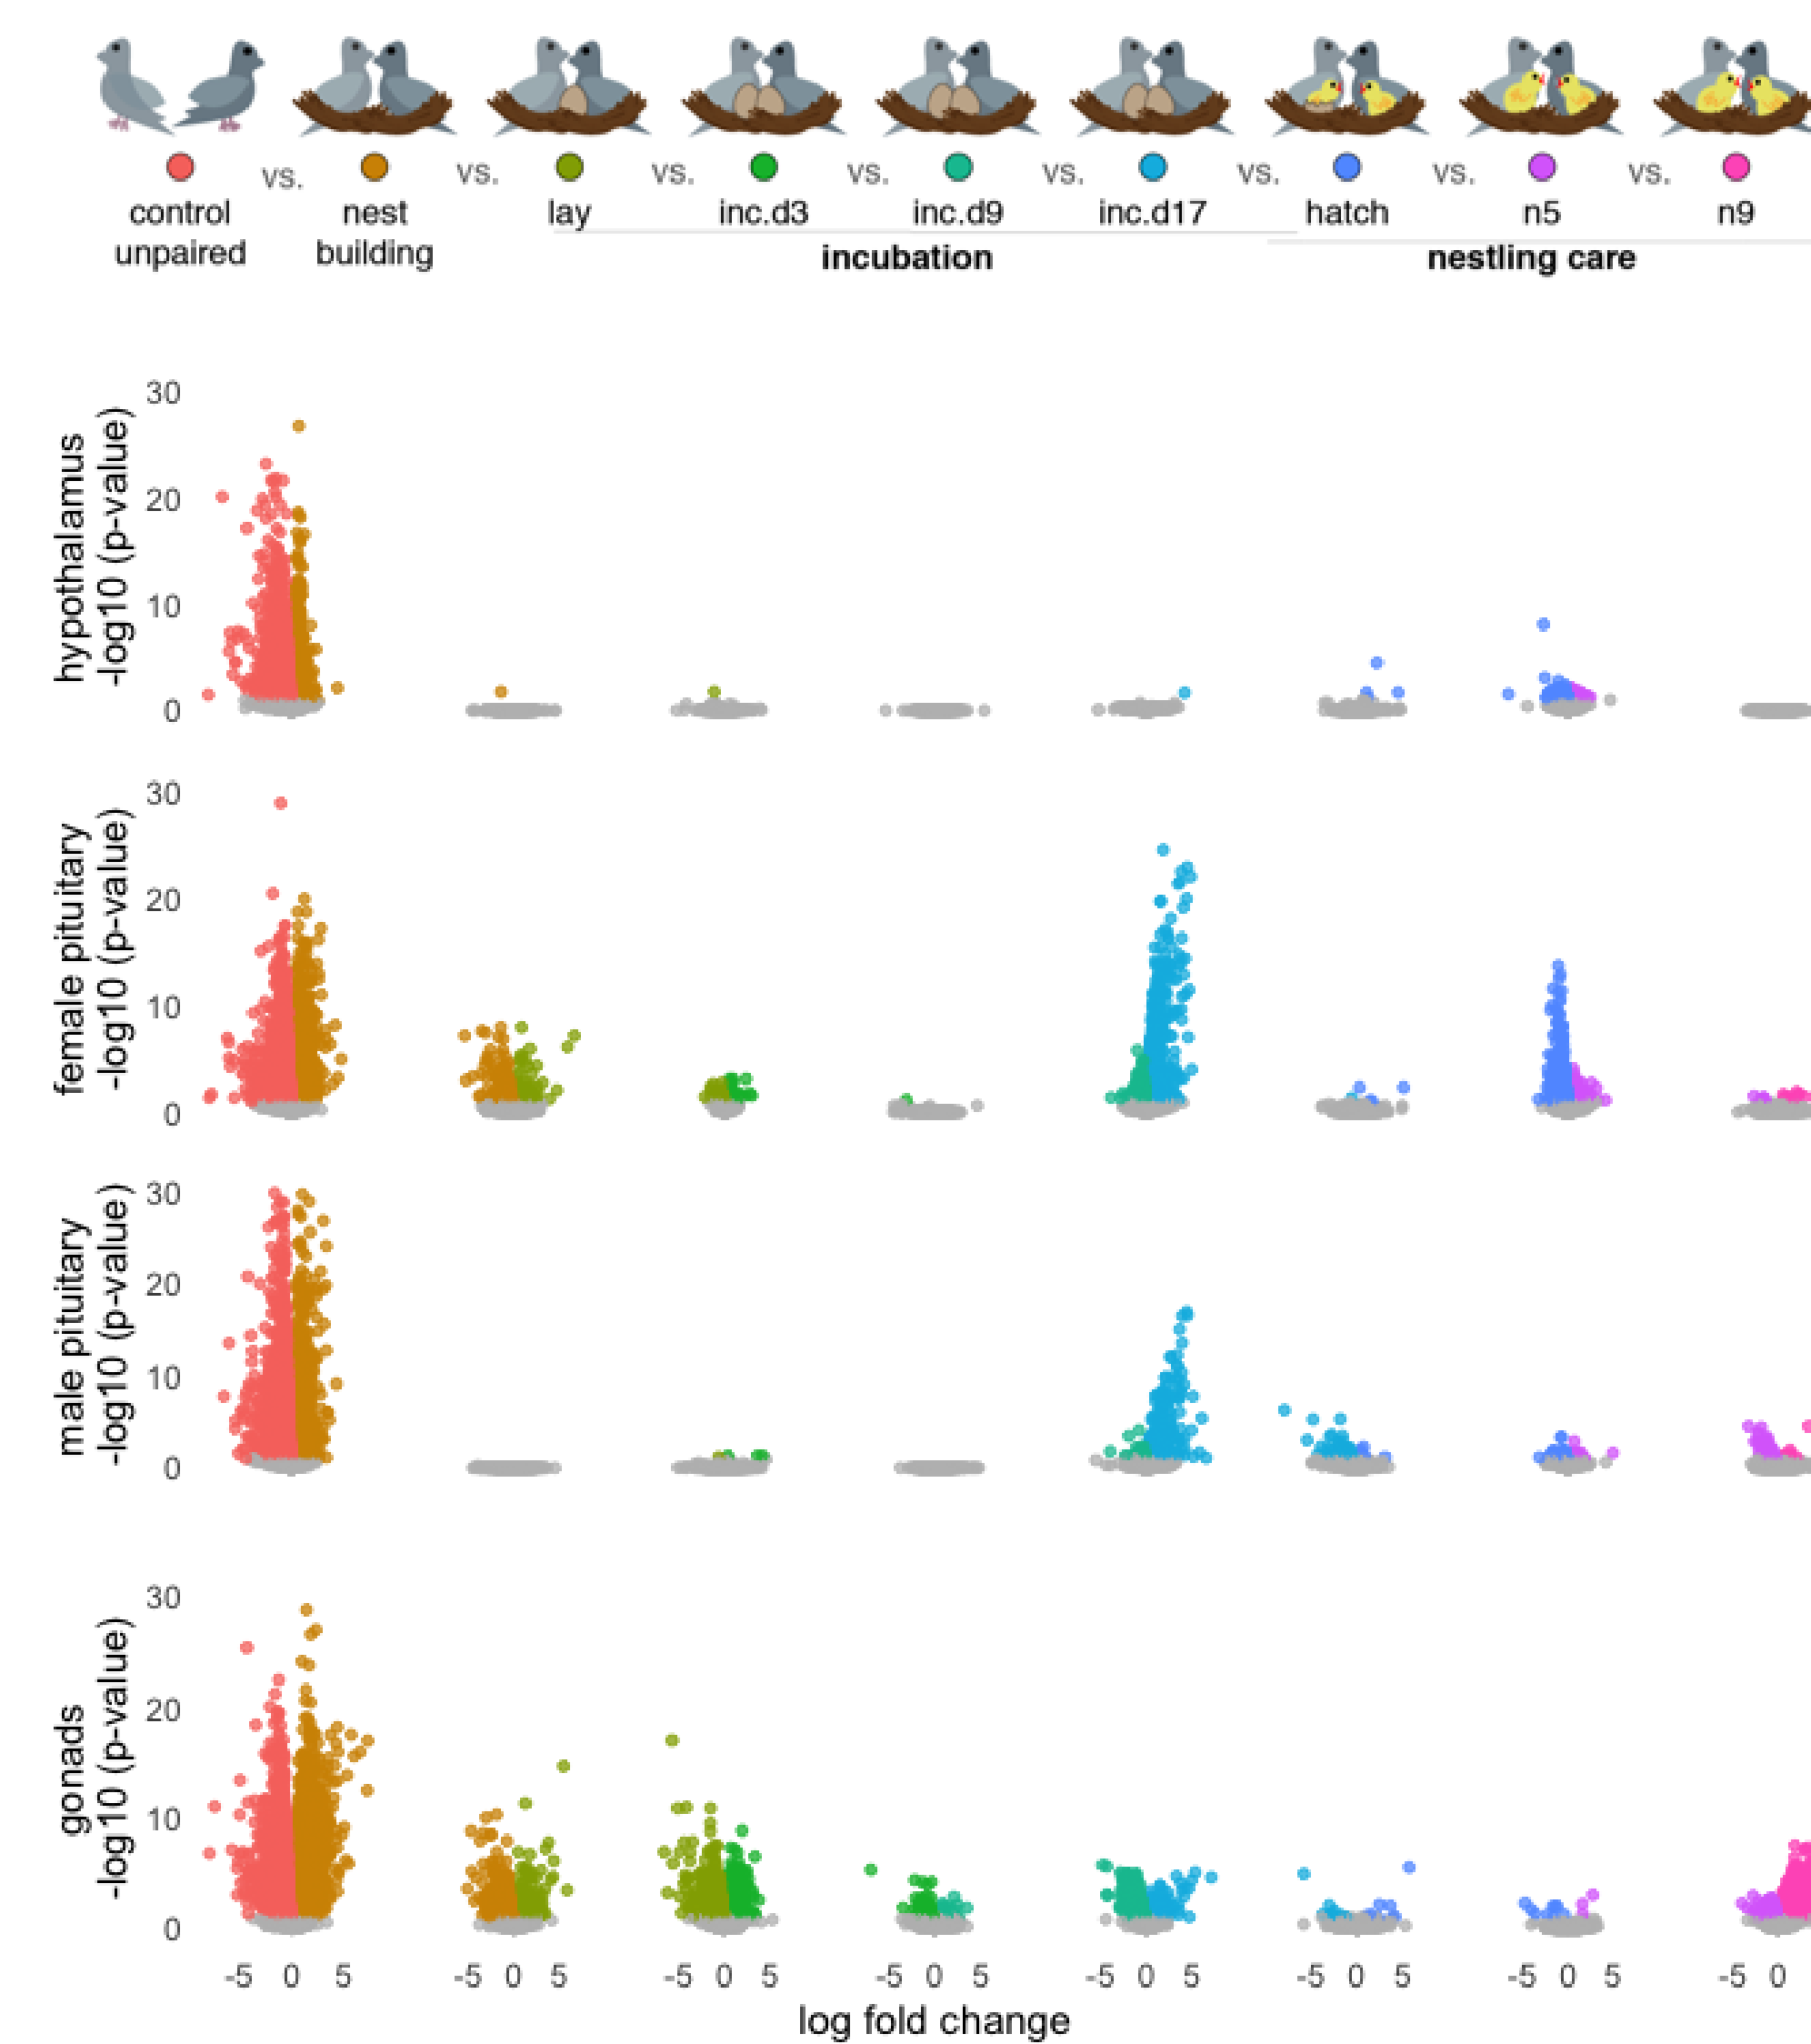 vs. vs. vs. vs. vs. vs. vs. vs.
control nest lay inc.d3 inc.d9 inc.d17 hatch n5 n9
unpaired building incubation nestling care
hypothalamus
-log10 (p-value)
30
20
10
0
female pituitary
-log10 (p-value)
30
20
10
0
male pituitary
-log10 (p-value)
30
20
10
0
gonads
-log10 (p-value)
30
20
10
0
-5 0 5 -5 0 5 -5 0 5 -5 0 5 -5 0 5 -5 0 5 -5 0 5 -5 0
log fold change